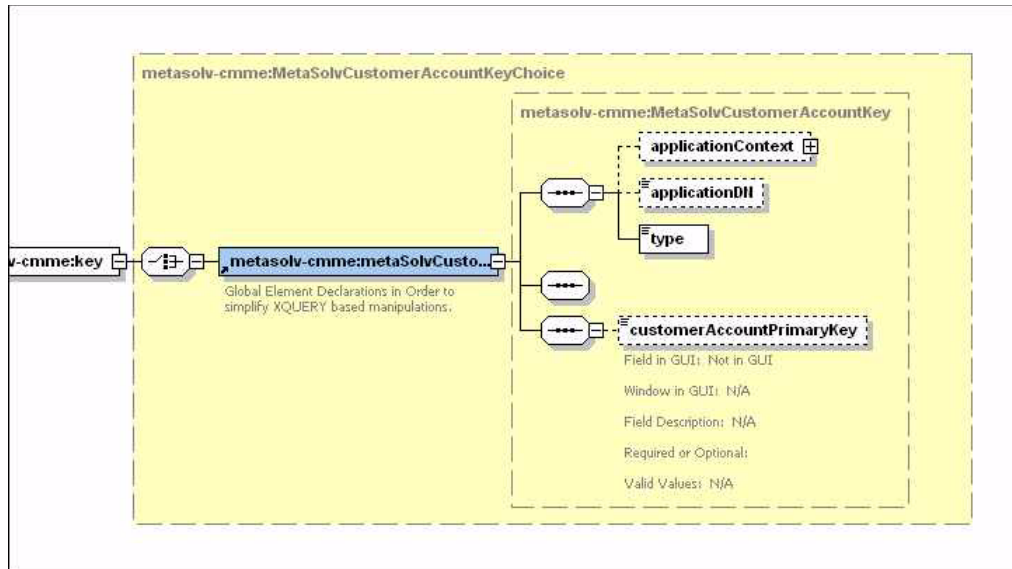 metasolv-cmme:MetaSolvCustomerAccountKeyChoice
metasolv-cmme:MetaSolvCustomerAccountKey
applicationContext
applicationDN
type
v-cmme:key
metasolv-cmme:metaSolvCusto...
Global Element Declarations in Order to
simplify XQUERY based manipulations.
customerAccountPrimaryKey
Field in GUI: Not in GUI
Window in GUI: N/A
Field Description: N/A
Required or Optional:
Valid Values: N/A